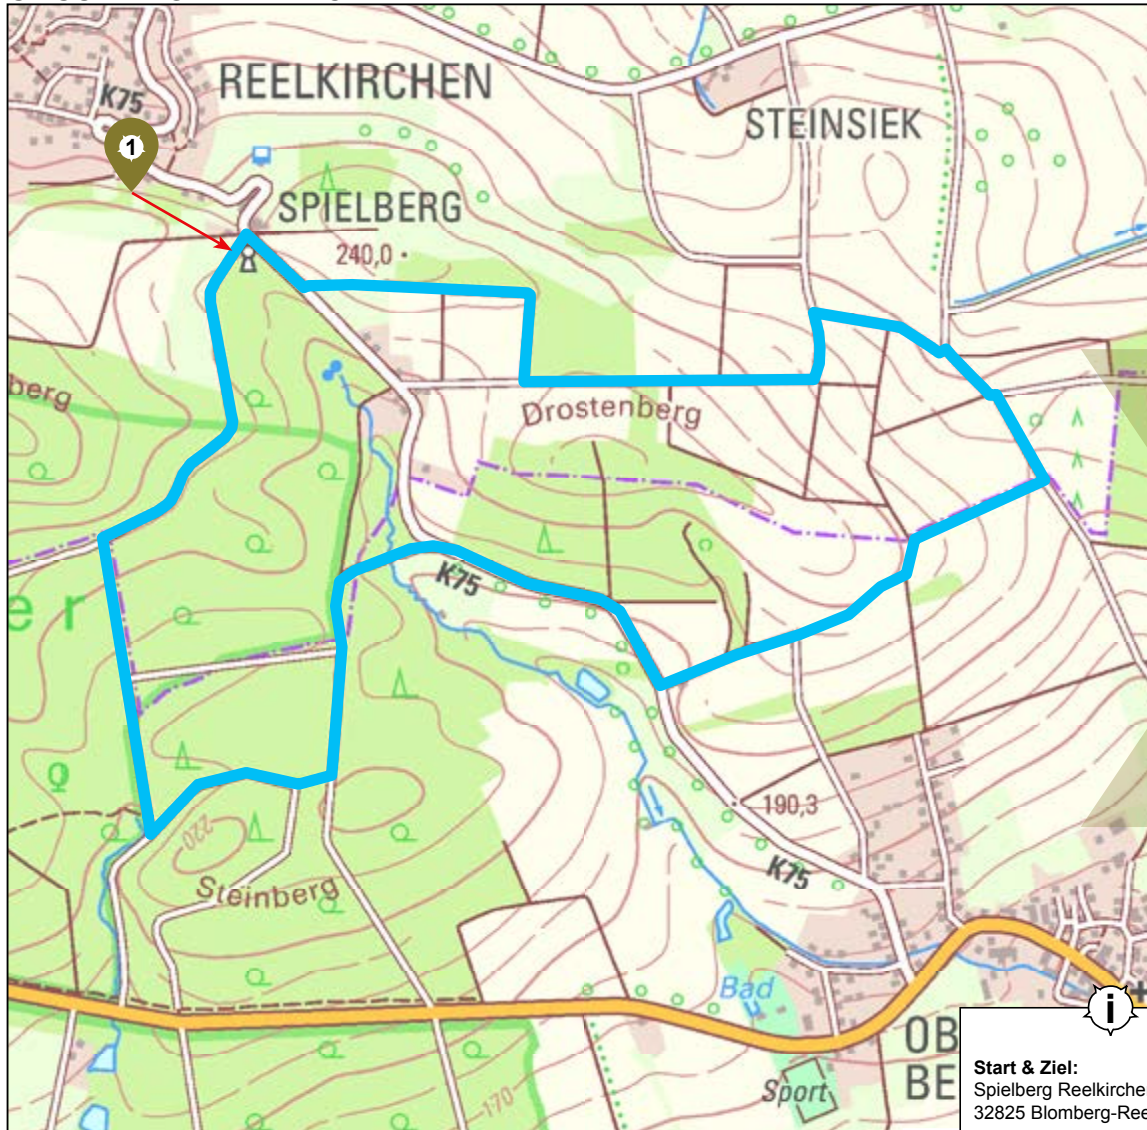 REELKIRCHEN
K75
1
STEINSIEK
SPIELBERG
240,0
berg
Drostenberg
K75
er
190,3
220
K75
Steinberg
Bad
i
OB
BE
Sport
170
Start & Ziel:
Spielberg Reelkirche
32825 Blomberg-Ree